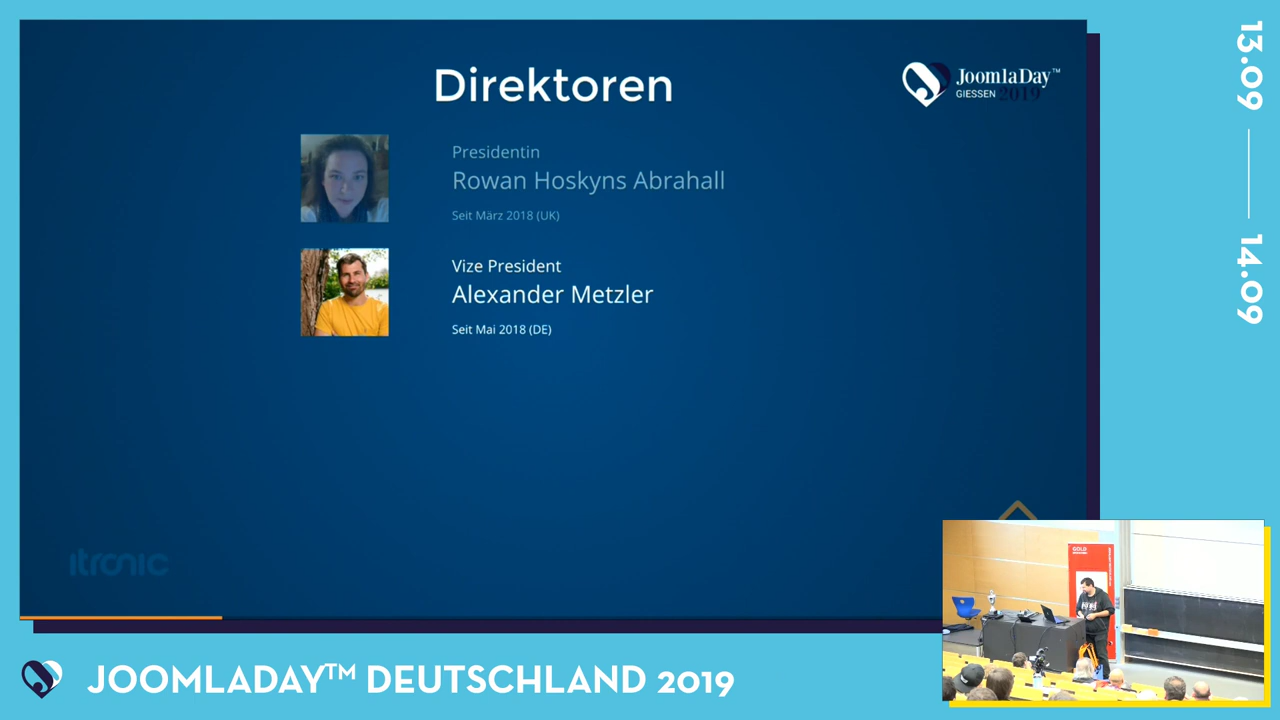 Direktoren
JoomlaDay™
GIESSEN 2019
Presidentin
Rowan Hoskyns Abrahall
Seit März 2018 (UK)
Vize President
Alexander Metzler
Seit Mai 2018 (DE)
itronic
13.09
14.09
GOLD
JOOMLADAY™ DEUTSCHLAND 2019